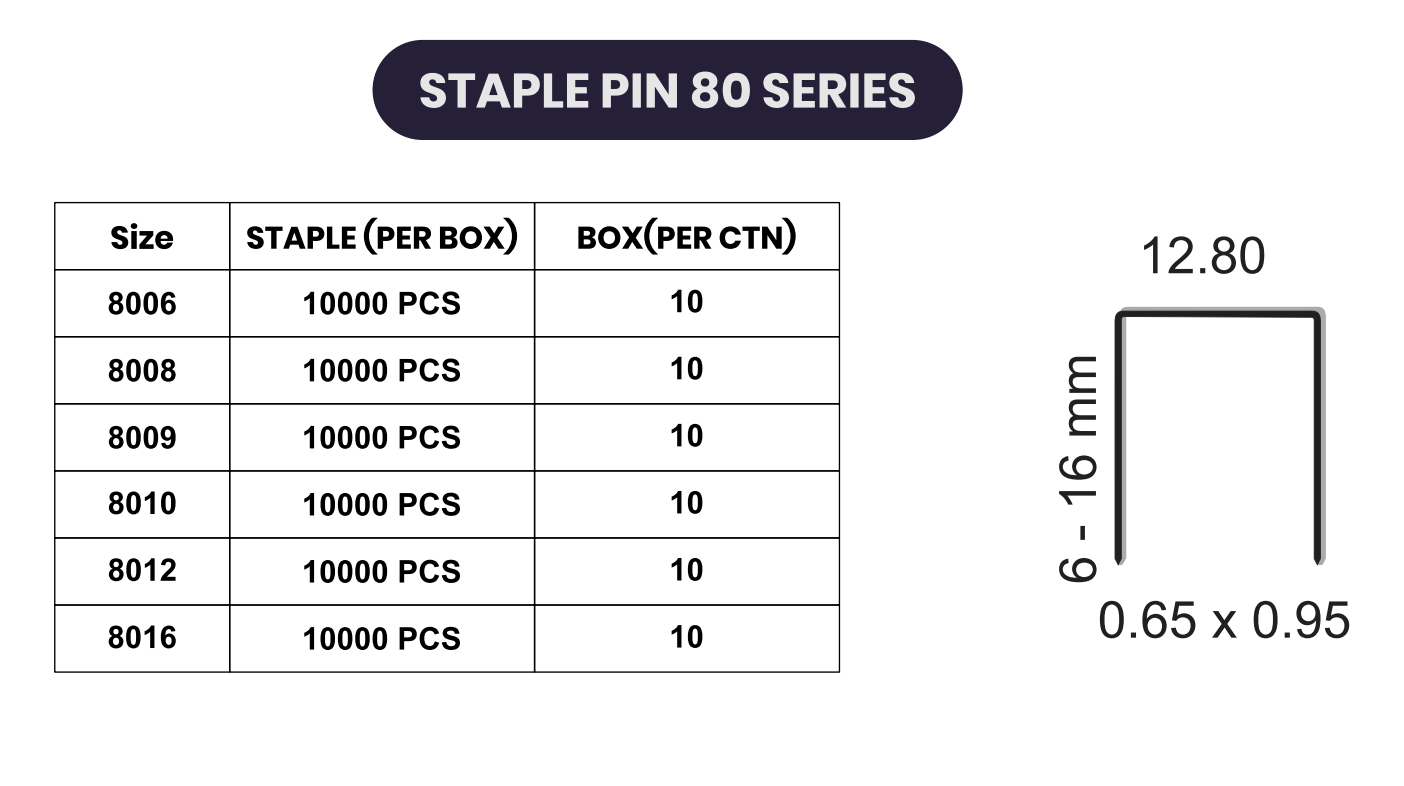 STAPLE PIN 80 SERIES
Size STAPLE (PER BOX) BOX(PER CTN)
8006 10000 PCS 10
8008 10000 PCS 10
8009 10000 PCS 10
8010 10000 PCS 10
8012 10000 PCS 10
8016 10000 PCS 10
12.80
6 - 16 mm
0.65 x 0.95